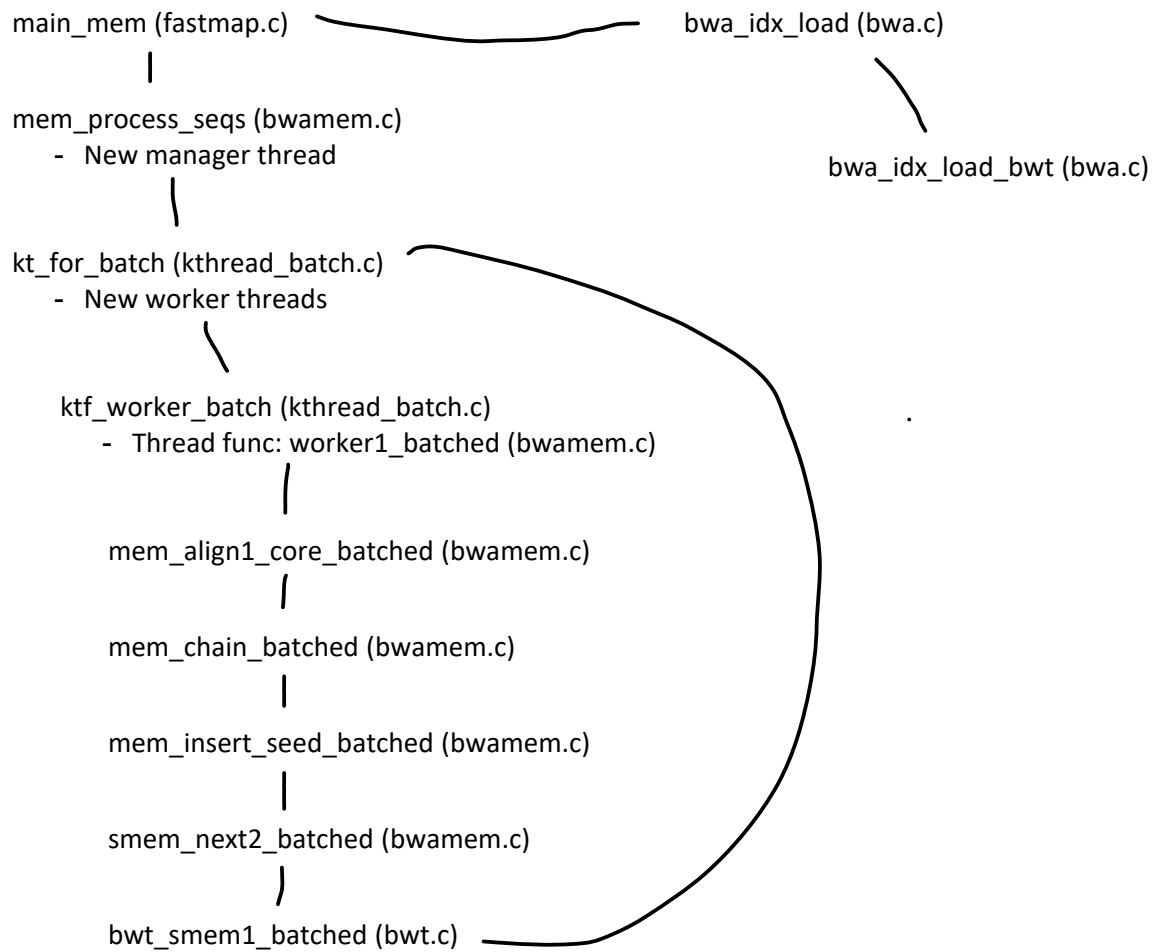 main_mem (fastmap.c)
bwa_idx_load (bwa.c)
mem_process_seqs (bwamem.c)
- New manager thread
bwa_idx_load_bwt (bwa.c)
kt_for_batch (kthread_batch.c)
- New worker threads
ktf_worker_batch (kthread_batch.c)
- Thread func: worker1_batched (bwamem.c)
mem_align1_core_batched (bwamem.c)
mem_chain_batched (bwamem.c)
mem_insert_seed_batched (bwamem.c)
smem_next2_batched (bwamem.c)
bwt_smem1_batched (bwt.c)